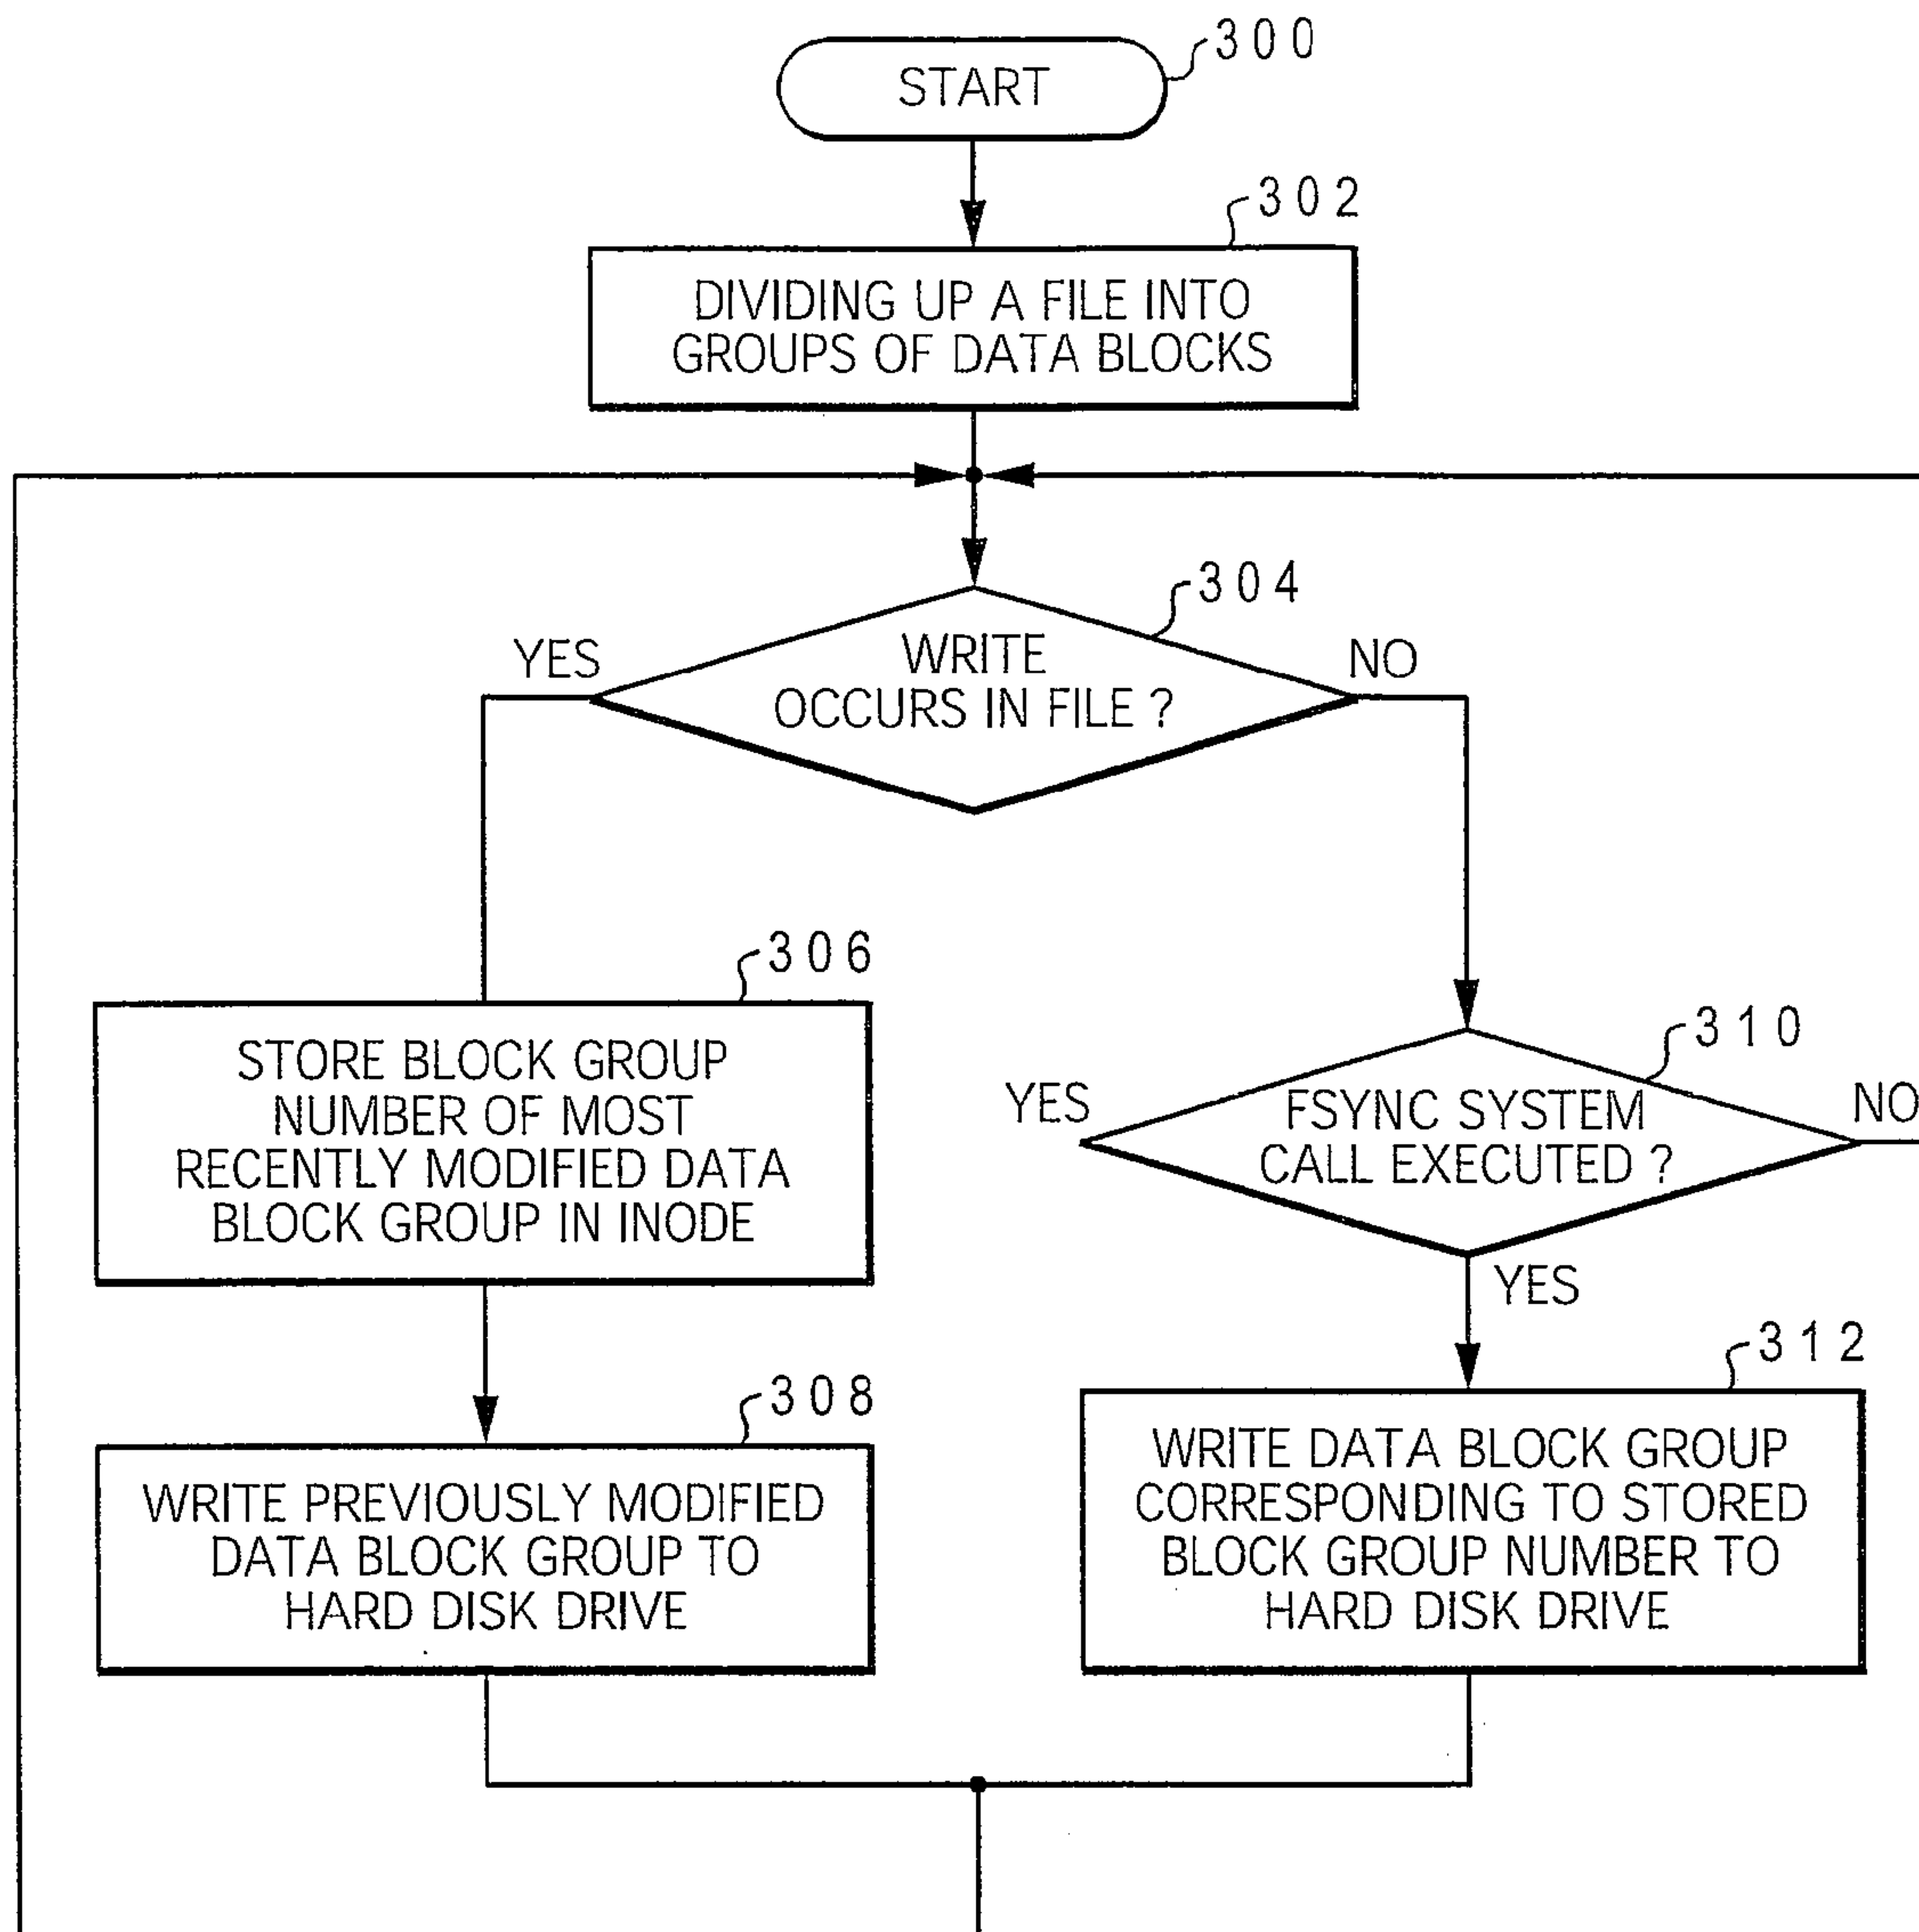 300
START
302
DIVIDING UP A FILE INTO
GROUPS OF DATA BLOCKS
304
YES
WRITE
OCCURS IN FILE ?
NO
306
STORE BLOCK GROUP
NUMBER OF MOST
RECENTLY MODIFIED DATA
BLOCK GROUP IN INODE
310
YES
FSYNC SYSTEM
CALL EXECUTED ?
NO
YES
308
WRITE PREVIOUSLY MODIFIED
DATA BLOCK GROUP TO
HARD DISK DRIVE
312
WRITE DATA BLOCK GROUP
CORRESPONDING TO STORED
BLOCK GROUP NUMBER TO
HARD DISK DRIVE